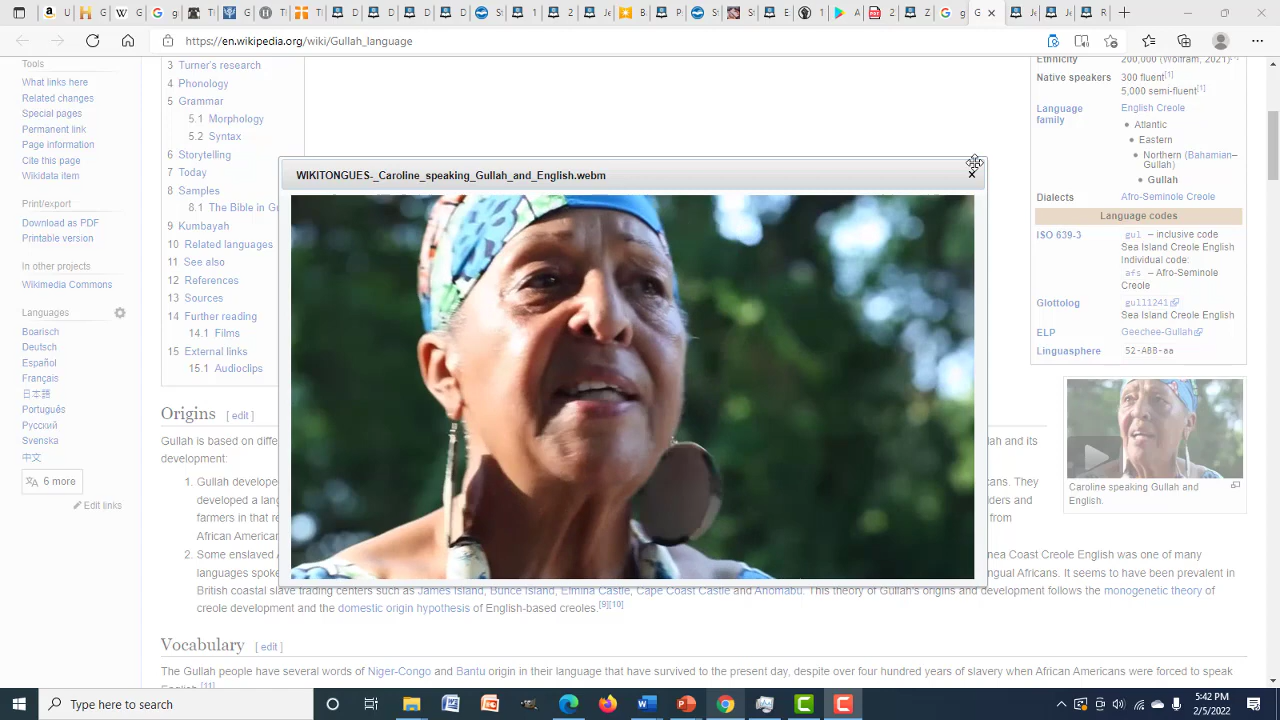 https://en.wikipedia.org/wiki/Gullah_language
Tools
What links here
Related changes
Special pages
Permanent link
Page information
Cite this page
Wikidata item
Print/export
Download as PDF
Printable version
In other projects
Wikimedia Commons
Languages
Boarisch
Deutsch
Español
Français
日本語
Português
Русский
Svenska
中文
6 more
Edit links
3 Turner's research
4 Phonology
5 Grammar
5.1 Morphology
5.2 Syntax
6 Storytelling
7 Today
8 Samples
8.1 The Bible in Gu
9 Kumbayah
10 Related languages
11 See also
12 References
13 Sources
14 Further reading
14.1 Films
15 External links
15.1 Audioclips
WIKITONGUES-_Caroline_speaking_Gullah_and_English.webm
×
Ethnicity 200,000 (Wolfram, 2021)
Native speakers 300 fluent[1]
5,000 semi-fluent[1]
Language family English Creole
Atlantic
Eastern
Northern (Bahamian–
Gullah)
Gullah
Dialects Afro-Seminole Creole
Language codes
ISO 639-3 gul – inclusive code
Sea Island Creole English
Individual code:
afs – Afro-Seminole
Creole
Glottolog gull1241
Sea Island Creole English
ELP Geechee-Gullah
Linguasphere 52-ABB-aa
Caroline speaking Gullah and
English.
Origins [ edit ]
Gullah is based on diffe lah and its
development:
1. Gullah develope icans. They
developed a lang ders and
farmers in that re from
African American
2. Some enslaved A nea Coast Creole English was one of many
languages spoke ngual Africans. It seems to have been prevalent in
British coastal slave trading centers such as James Island, Bunce Island, Elmina Castle, Cape Coast Castle and Anomabu. This theory of Gullah's origins and development follows the monogenetic theory of
creole development and the domestic origin hypothesis of English-based creoles.[9][10]
Vocabulary [ edit ]
The Gullah people have several words of Niger-Congo and Bantu origin in their language that have survived to the present day, despite over four hundred years of slavery when African Americans were forced to speak
English.[11]
Type here to search
5:42 PM
2/5/2022